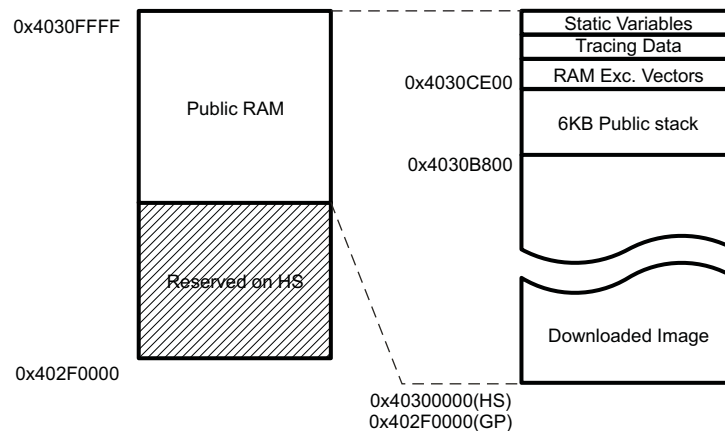 0x4030FFFF
Public RAM
Reserved on HS
0x402F0000
Static Variables
Tracing Data
RAM Exc. Vectors
0x4030CE00
6KB Public stack
0x4030B800
Downloaded Image
0x40300000(HS)
0x402F0000(GP)